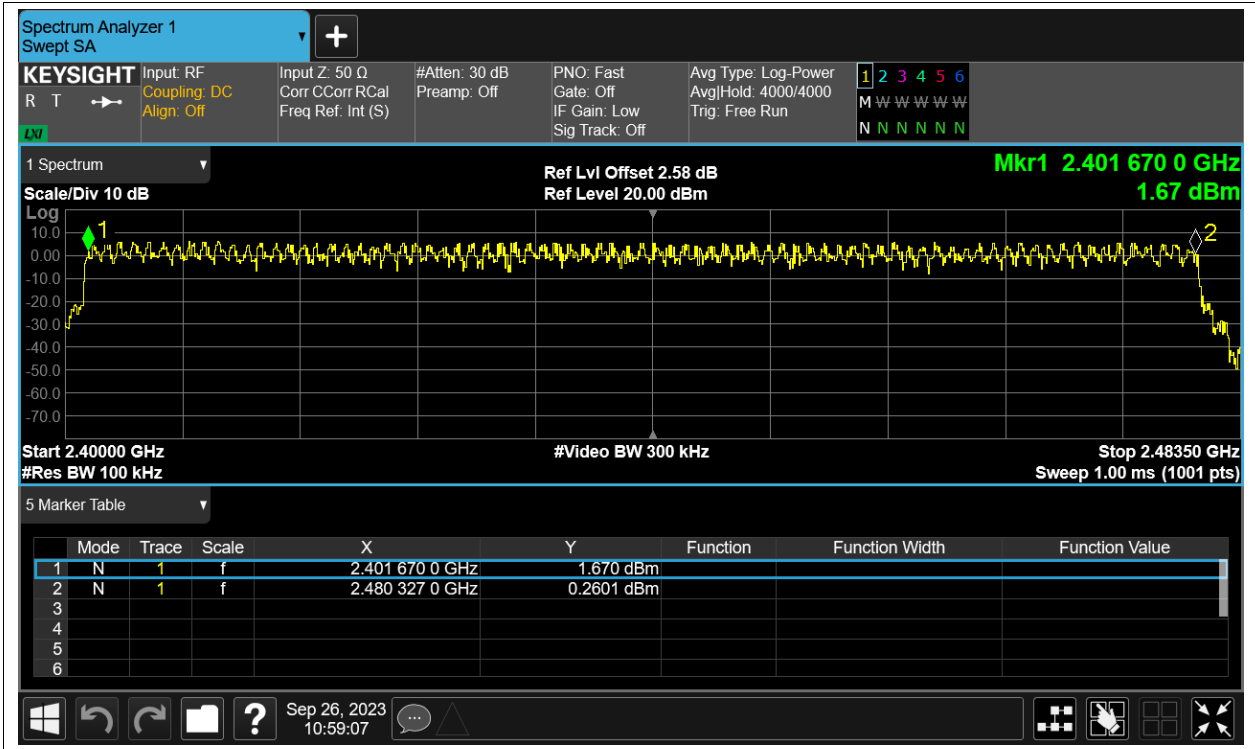 Spectrum Analyzer 1
Swept SA
KEYSIGHT
R T
LXI
Input: RF
Coupling: DC
Align: Off
Input Z: 50 Ω
Corr CCorr RCal
Freq Ref: Int (S)
#Atten: 30 dB
Preamp: Off
PNO: Fast
Gate: Off
IF Gain: Low
Sig Track: Off
Avg Type: Log-Power
Avg|Hold: 4000/4000
Trig: Free Run
1 2 3 4 5 6
M W W W W W
N N N N N N
1 Spectrum
Scale/Div 10 dB
Ref Lvl Offset 2.58 dB
Ref Level 20.00 dBm
Mkr1 2.401 670 0 GHz
1.67 dBm
Log
10.0
0.00
-10.0
-20.0
-30.0
-40.0
-50.0
-60.0
-70.0
1
2
Start 2.40000 GHz
#Res BW 100 kHz
#Video BW 300 kHz
Stop 2.48350 GHz
Sweep 1.00 ms (1001 pts)
5 Marker Table
Mode Trace Scale X Y Function Function Width Function Value
1 N 1 f 2.401 670 0 GHz 1.670 dBm
2 N 1 f 2.480 327 0 GHz 0.2601 dBm
3
4
5
6
?
Sep 26, 2023
10:59:07